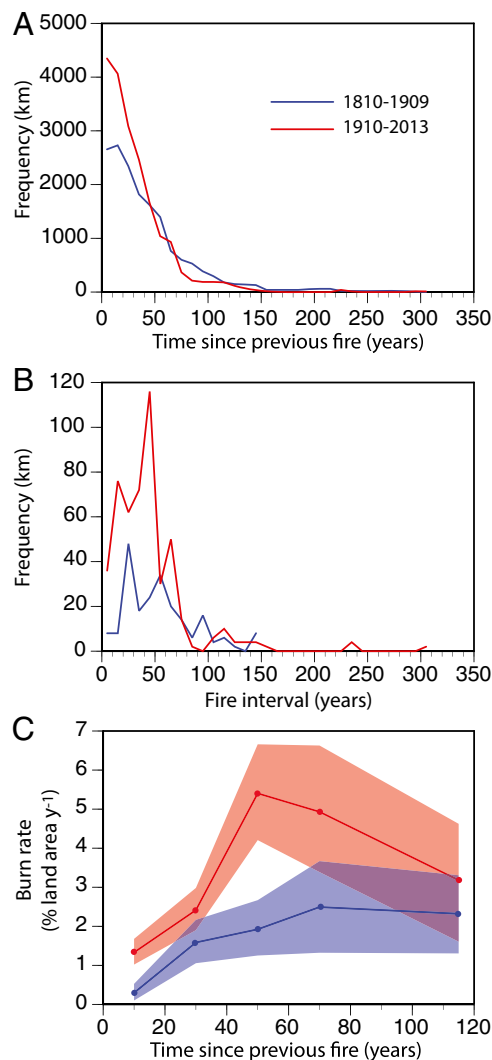 A
5000
4000
3000
2000
1000
0
Frequency (km)
1810-1909
1910-2013
0 50 100 150 200 250 300 350
Time since previous fire (years)
B
120
100
80
60
40
20
0
Frequency (km)
0 50 100 150 200 250 300 350
Fire interval (years)
C
7
6
5
4
3
2
1
0
Burn rate
(% land area y-1)
0 20 40 60 80 100 120
Time since previous fire (years)